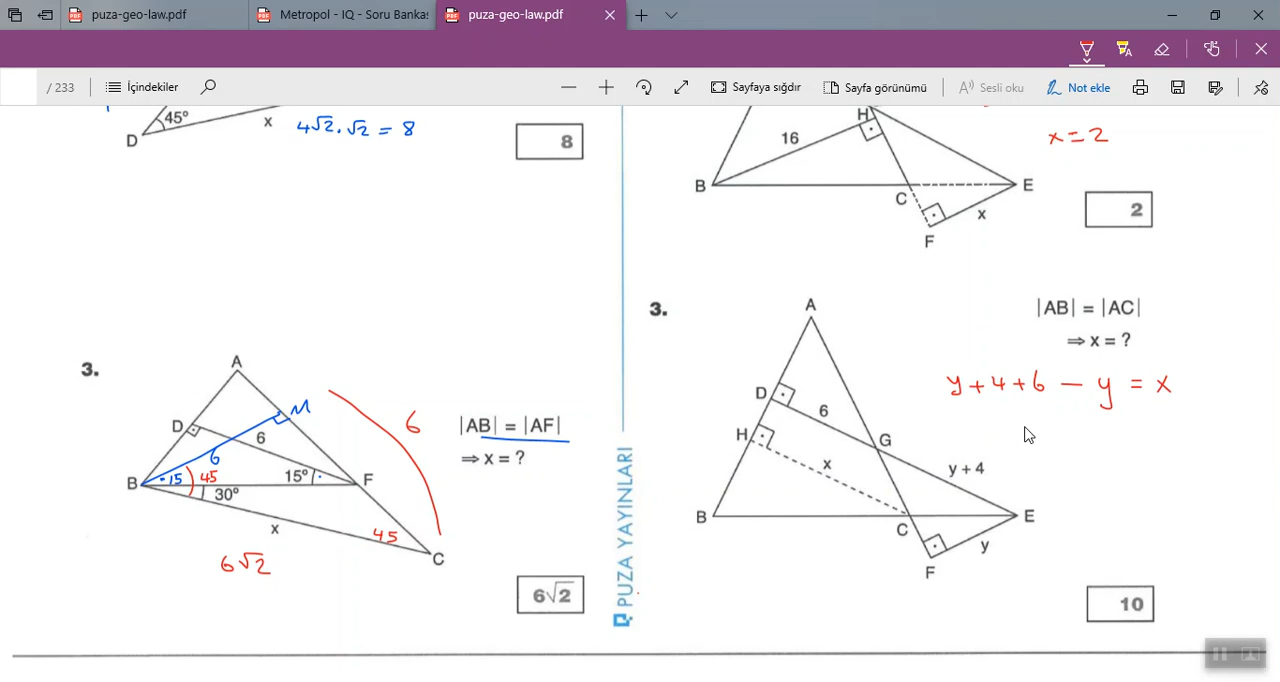 puza-geo-law.pdf
Metropol - IQ - Soru Bankas
puza-geo-law.pdf
/ 233
İçindekiler
Sayfaya sığdır
Sayfa görünümü
Sesli oku
Not ekle
45°
D
x
4√2.√2 = 8
8
H
16
B
C
E
x
F
x = 2
2
3.
A
D
M
6
6
B
15
45
15°
F
30°
x
45
C
6√2
6
|AB| = |AF|
⇒ x = ?
6√2
PUZA YAYINLARI
3.
A
|AB| = |AC|
⇒ x = ?
y + 4 + 6 - y = x
D
6
H
G
x
y + 4
B
C
E
y
F
10